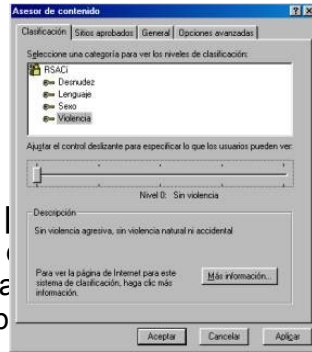 Asesor de contenido
Clasificación Sitios aprobados General Opciones avanzadas
Seleccione una categoría para ver los niveles de clasificación:
RSACi
Desnudez
Lenguaje
Sexo
Violencia
Ajustar el control deslizante para especificar lo que los usuarios pueden ver:
Nivel 0: Sin violencia
Descripción
Sin violencia agresiva, sin violencia natural ni accidental
Para ver la página de Internet para este
sistema de clasificación, haga clic más
información.
Más información...
Aceptar Cancelar Aplicar